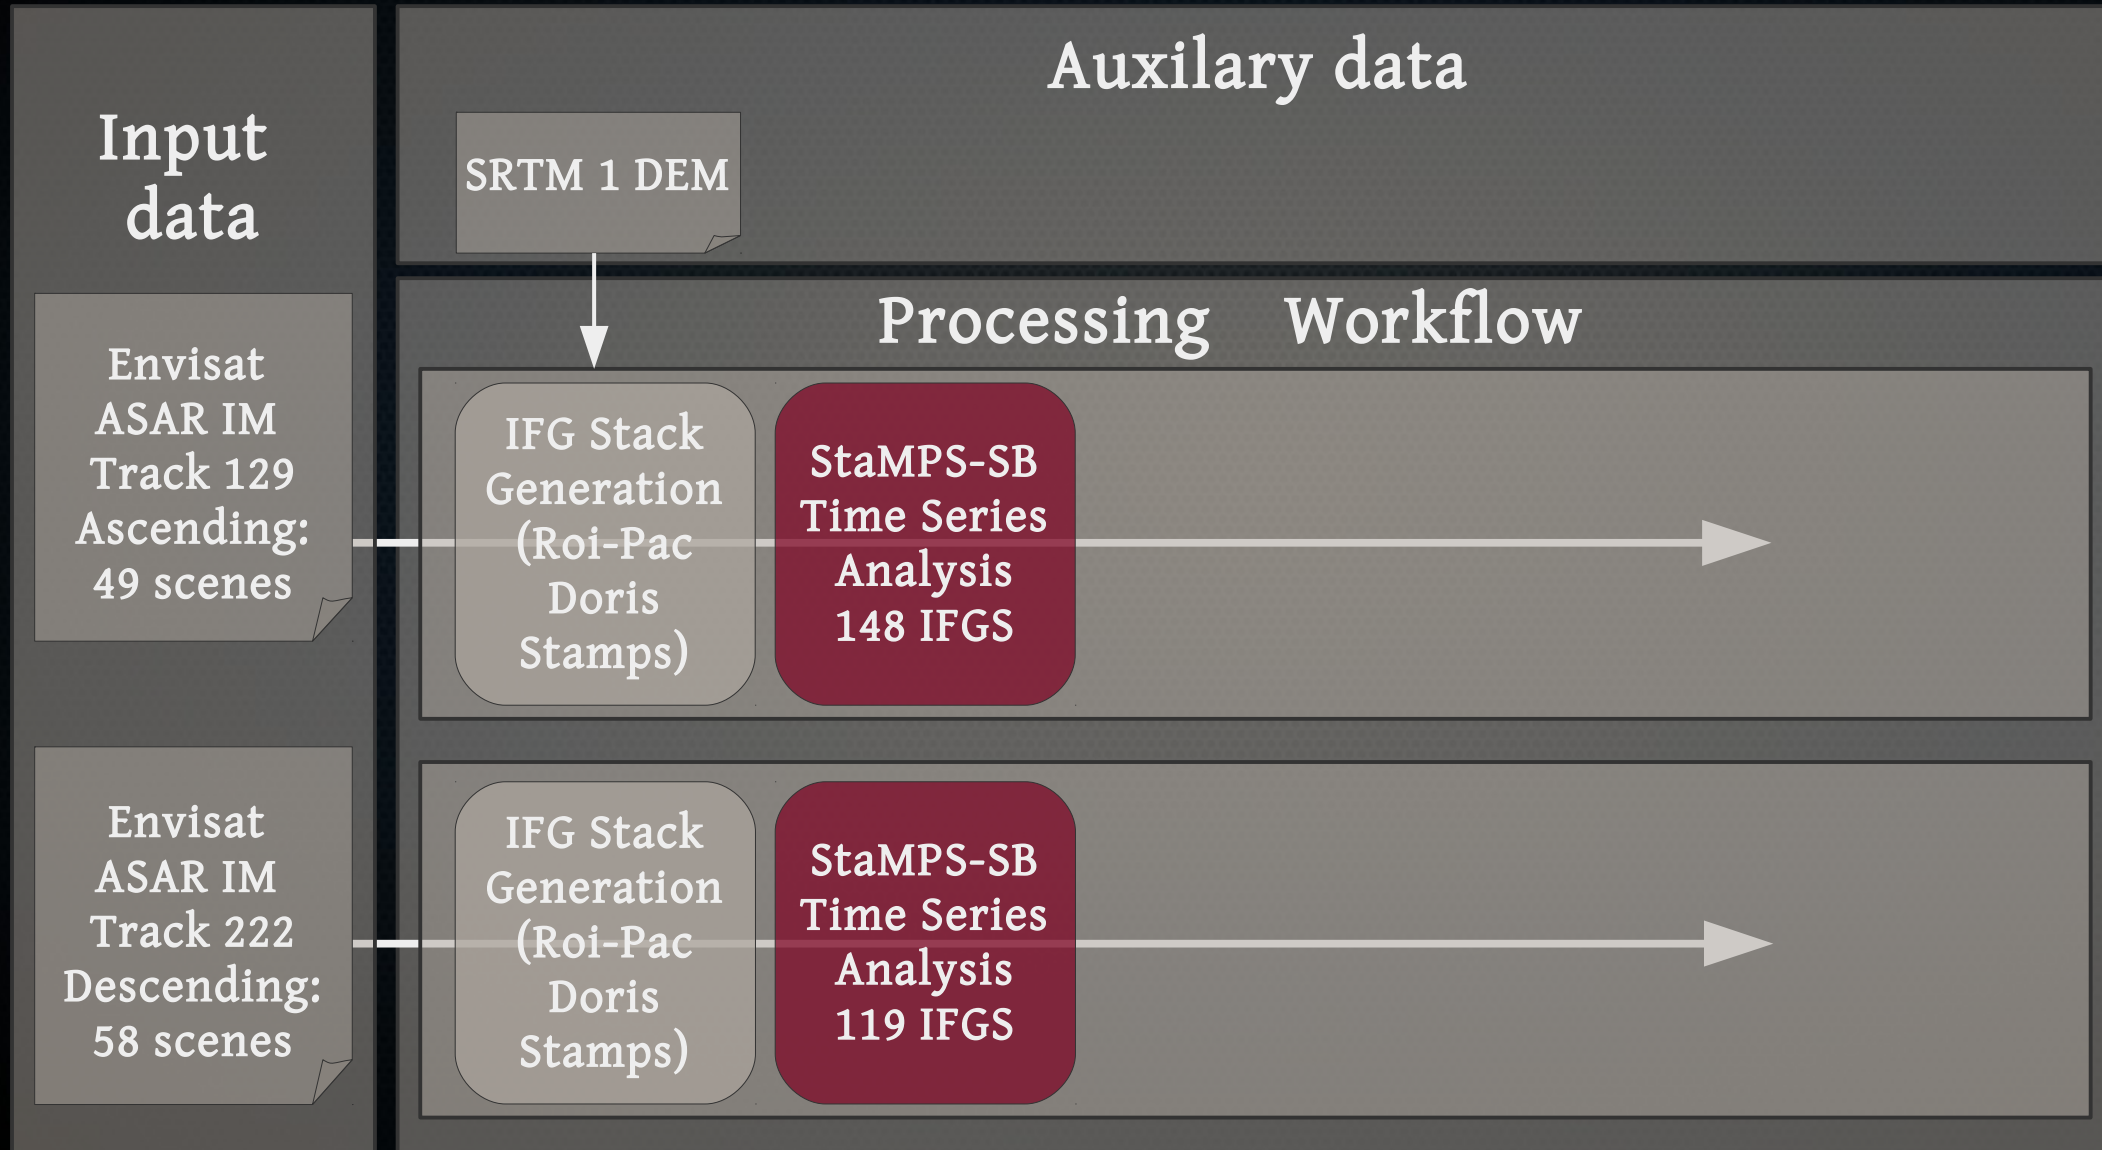 Input
data
Auxilary data
SRTM 1 DEM
Processing Workflow
Envisat
ASAR IM
Track 129
Ascending:
49 scenes
IFG Stack
Generation
(Roi-Pac
Doris
Stamps)
StaMPS-SB
Time Series
Analysis
148 IFGS
Envisat
ASAR IM
Track 222
Descending:
58 scenes
IFG Stack
Generation
(Roi-Pac
Doris
Stamps)
StaMPS-SB
Time Series
Analysis
119 IFGS